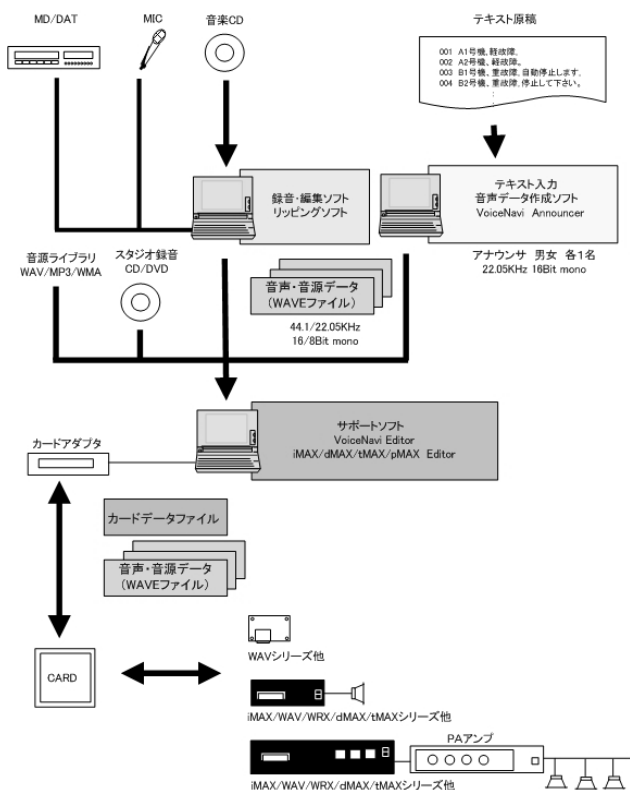 MD/DAT
MIC
音楽CD
テキスト原稿
001 A1号機、軽故障.
002 A2号機、軽故障。
003 B1号機、重故障,自動停止します,
004 B2号機、重故障,停止して下さい。
録音・編集ソフト
リッピングソフト
テキスト入力
音声データ作成ソフト
VoiceNavi Announcer
アナウンサ 男女 各1名
22.05KHz 16Bit mono
音源ライブラリ
WAV/MP3/WMA
スタジオ録音
CD/DVD
音声・音源データ
(WAVEファイル)
44.1/22.05KHz
16/8Bit mono
サポートソフト
VoiceNavi Editor
iMAX/dMAX/tMAX/pMAX Editor
カードアダプタ
カードデータファイル
音声・音源データ
(WAVEファイル)
CARD
WAVシリーズ他
iMAX/WAV/WRX/dMAX/tMAXシリーズ他
PAアンプ
iMAX/WAV/WRX/dMAX/tMAXシリーズ他